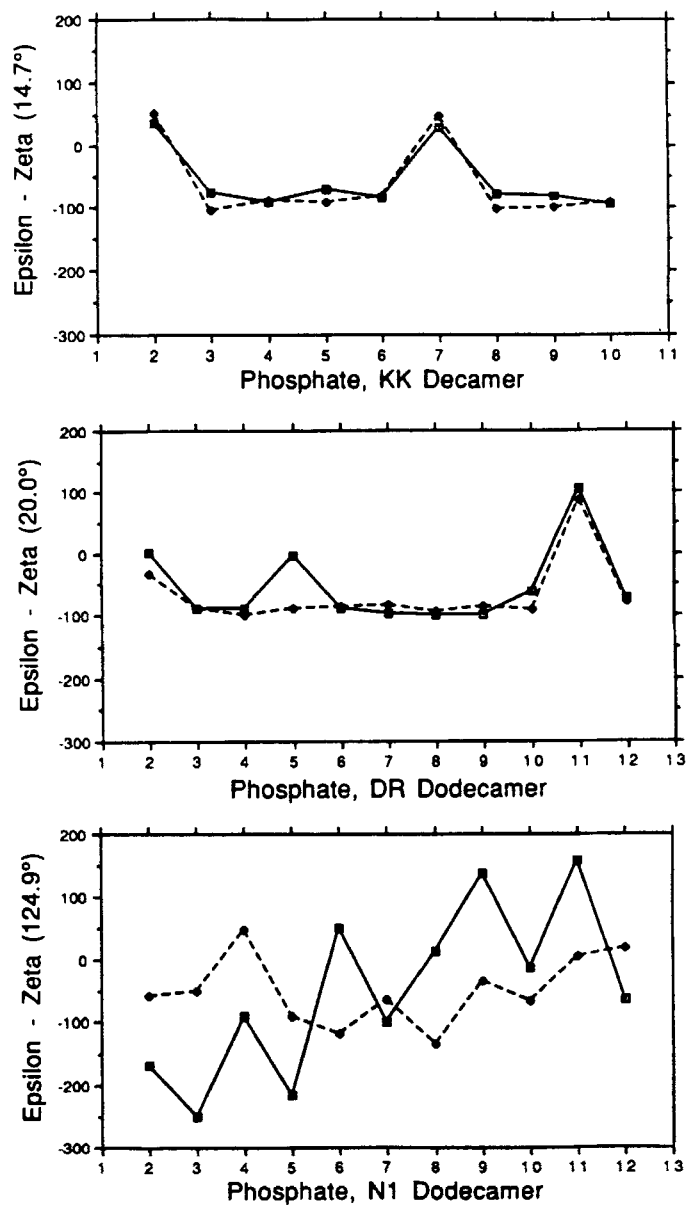 200
100
0
-100
-200
-300
Epsilon - Zeta (14.7°)
1 2 3 4 5 6 7 8 9 10 11
Phosphate, KK Decamer
200
100
0
-100
-200
-300
Epsilon - Zeta (20.0°)
1 2 3 4 5 6 7 8 9 10 11 12 13
Phosphate, DR Dodecamer
200
100
0
-100
-200
-300
Epsilon - Zeta (124.9°)
1 2 3 4 5 6 7 8 9 10 11 12 13
Phosphate, N1 Dodecamer